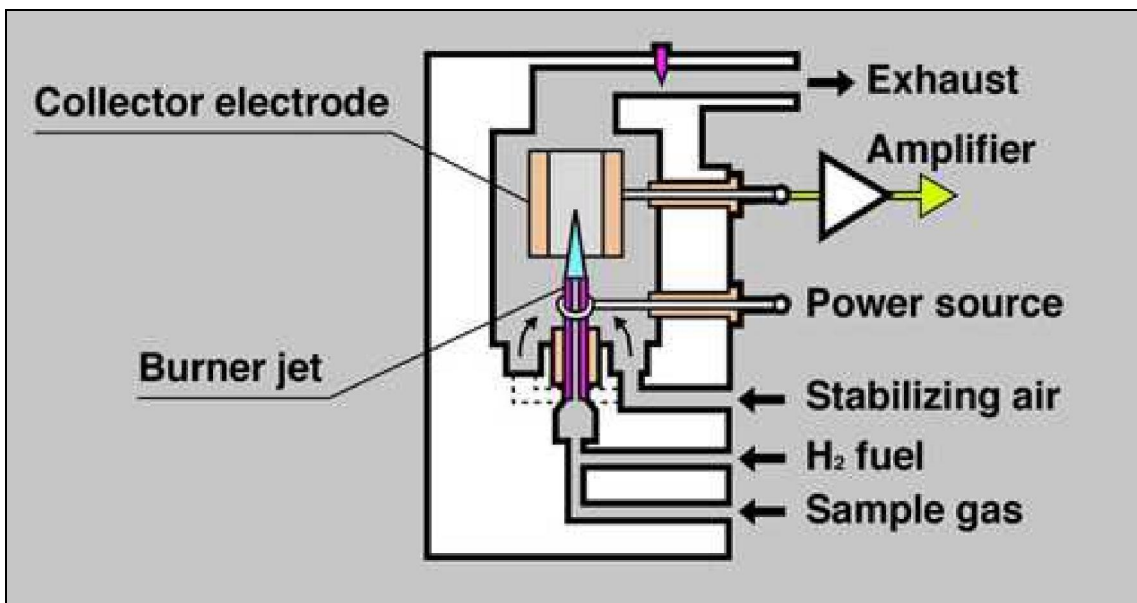 Collector electrode
Exhaust
Amplifier
Power source
Burner jet
Stabilizing air
H₂ fuel
Sample gas